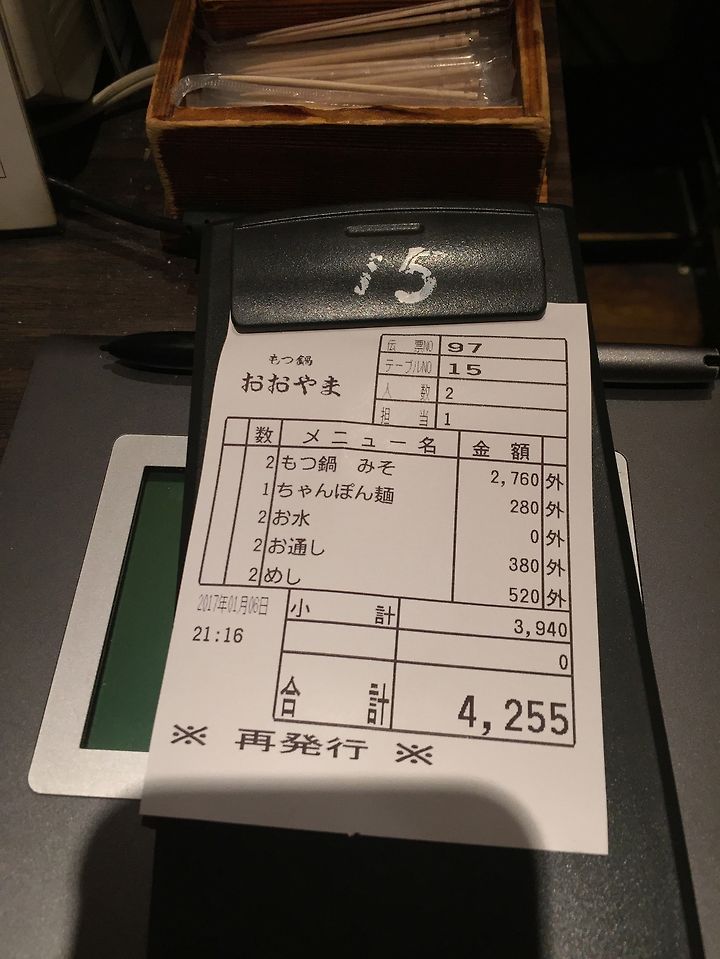 15
もつ鍋
おおやま
伝票NO 97
テーブルNO 15
人数 2
担当 1
数 メニュー名 金額
2 もつ鍋 みそ 2,760 外
1 ちゃんぽん麺 280 外
2 お水 0 外
2 お通し 380 外
2 めし 520 外
2017年01月06日
21:16
小計 3,940
0
合計 4,255
※ 再発行 ※